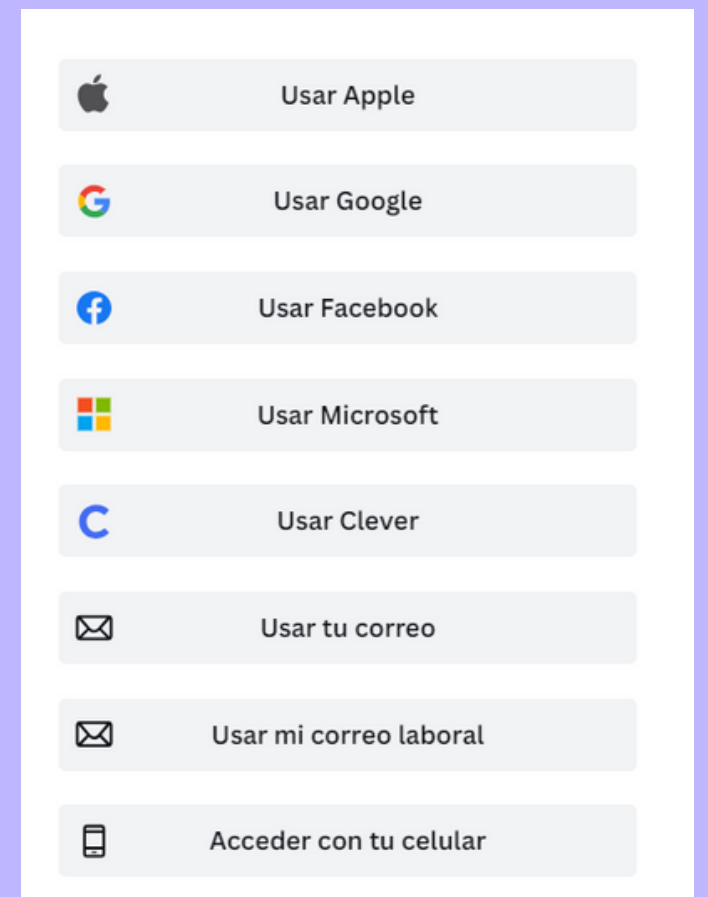 Usar Apple
Usar Google
Usar Facebook
Usar Microsoft
Usar Clever
Usar tu correo
Usar mi correo laboral
Acceder con tu celular